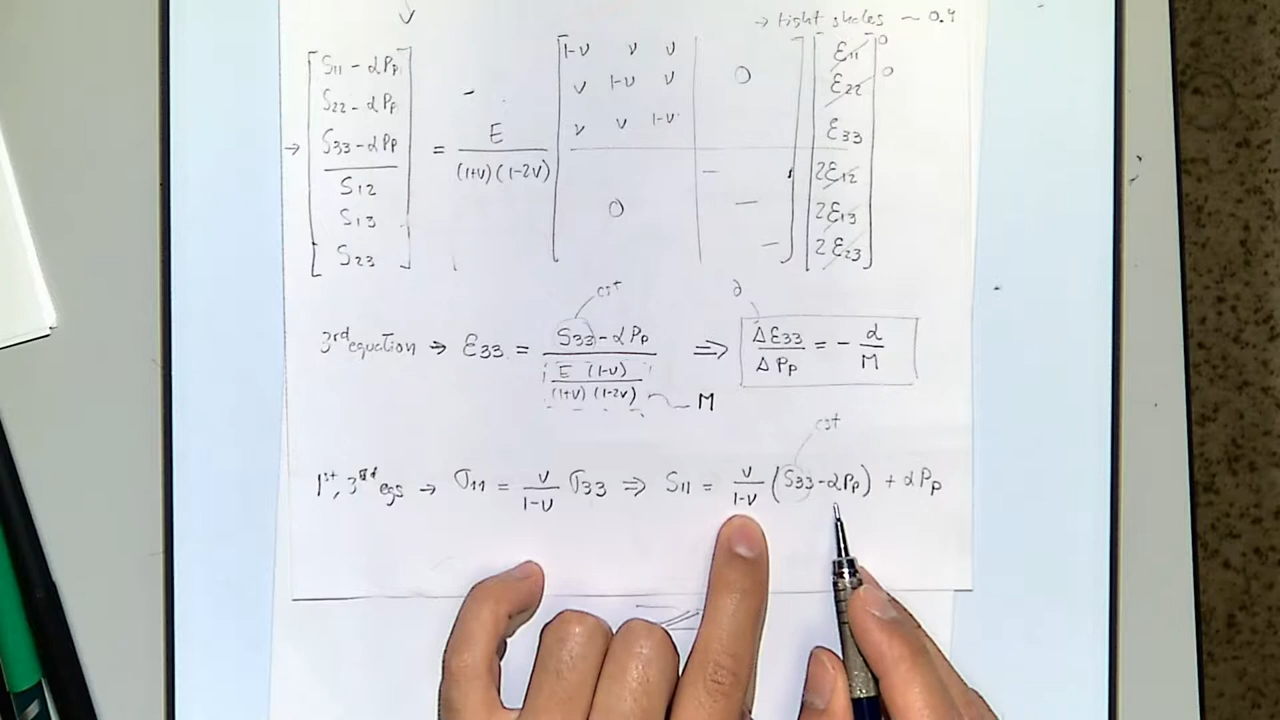 → tight shales ~ 0.4
S11 - αPp
S22 - αPp
→ S33 - αPp
S12
S13
S23
=
E
(1+ν)(1-2ν)
1-ν ν ν
ν 1-ν ν
ν ν 1-ν
0
0
ε11 0
ε22 0
ε33
2ε12
2ε13
2ε23
cst
∂
3rd equation → ε33 = S33 - αPp
E (1-ν)
(1+ν) (1-2ν)
M
⇒ Δε33 / ΔPp = - α / M
cst
1st, 3rd eqs → σ11 = ν/1-ν σ33 ⇒ S11 = ν/1-ν (S33 - αPp) + αPp